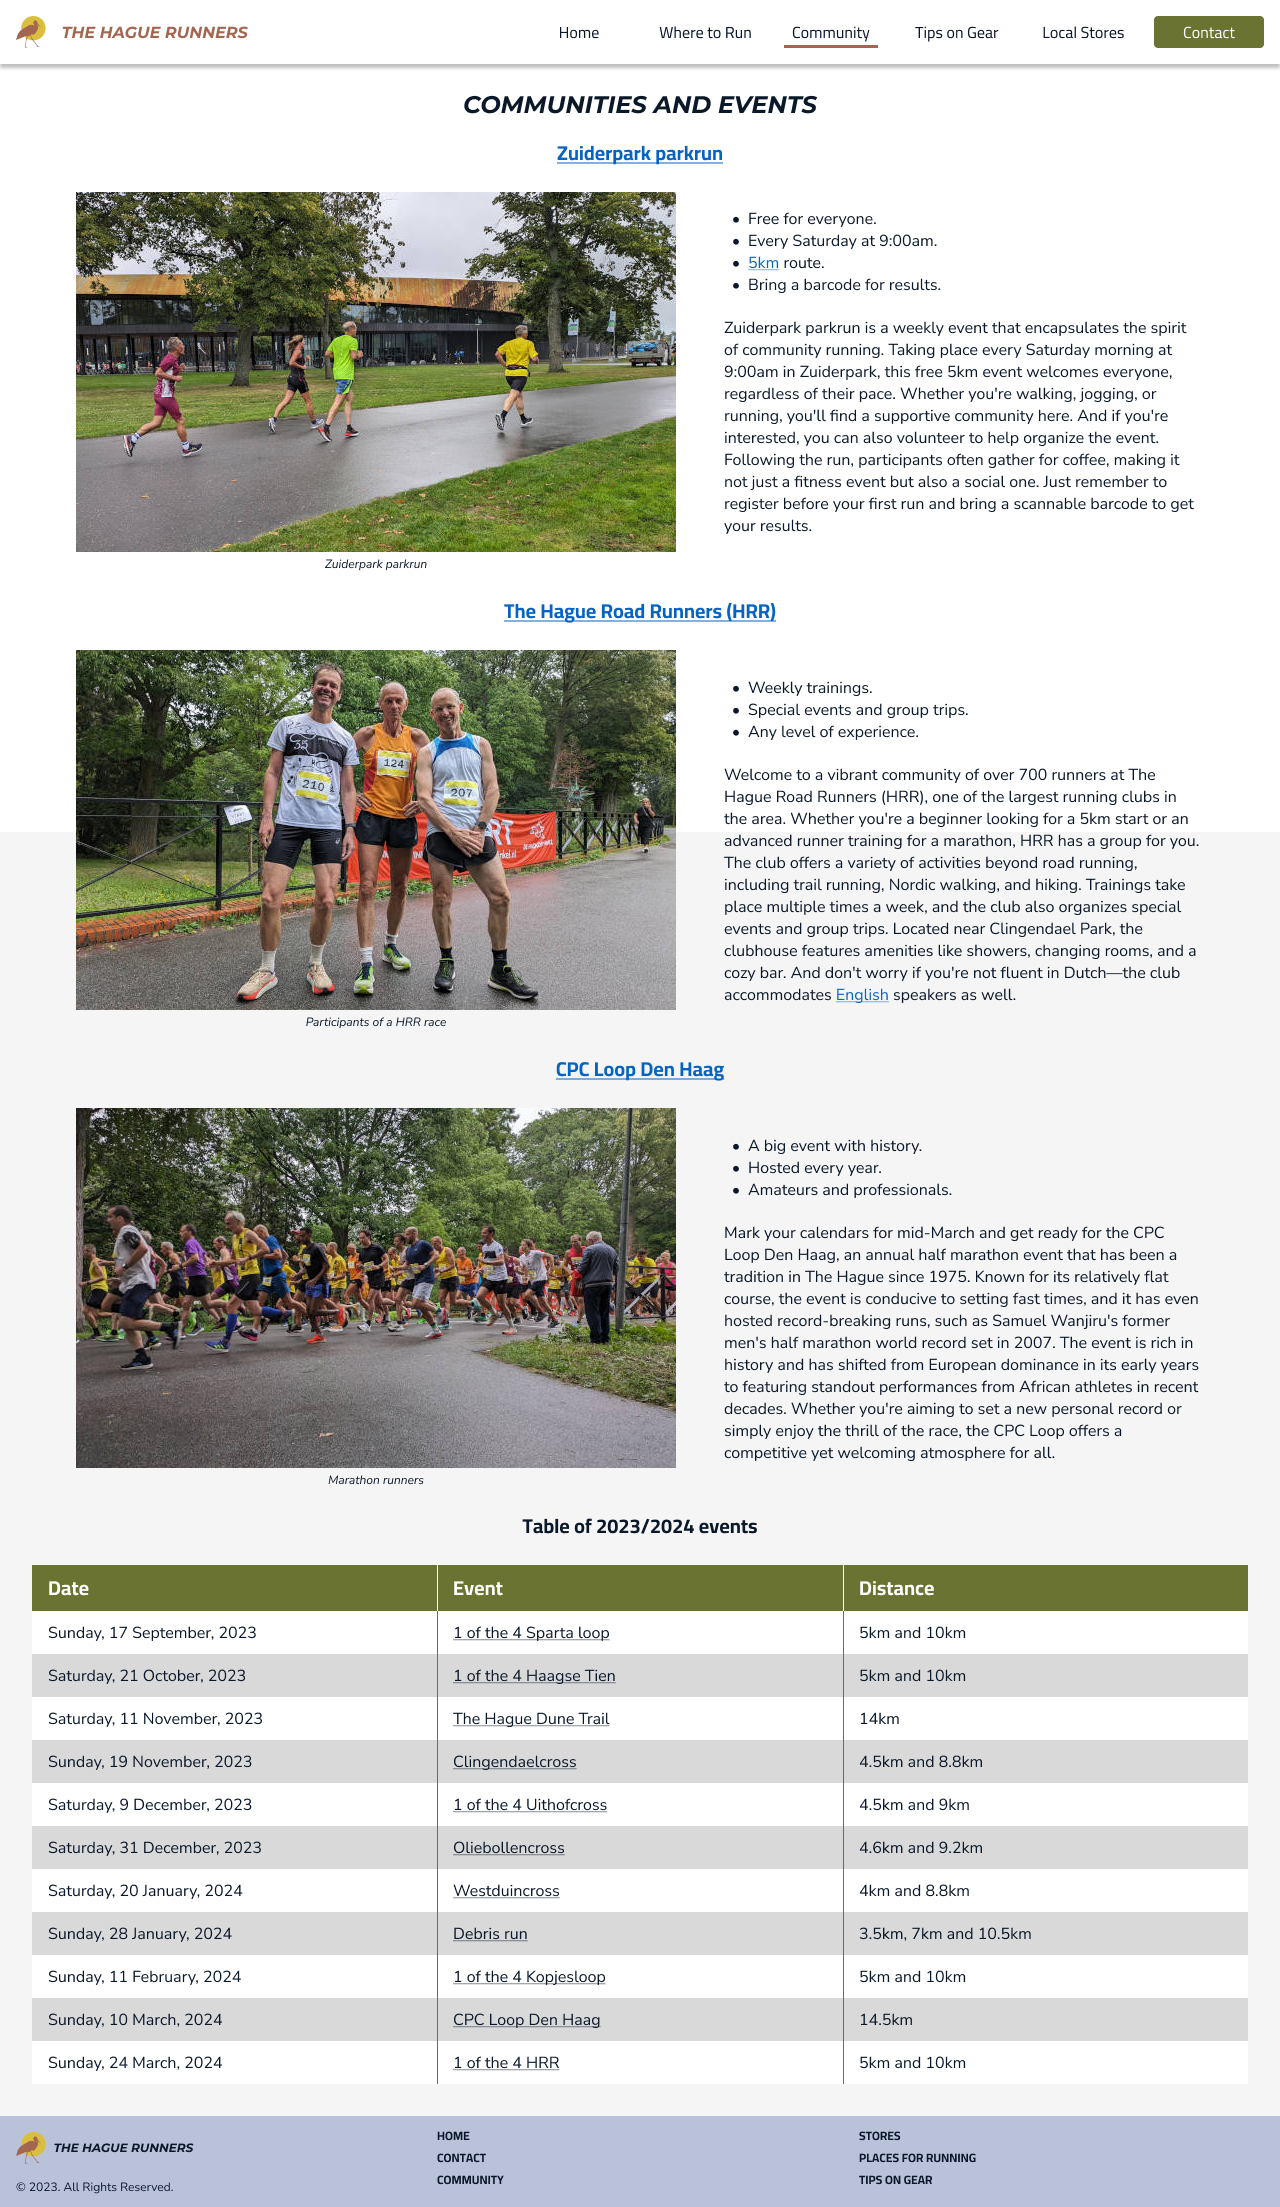 THE HAGUE RUNNERS
Home
Where to Run
Community
Tips on Gear
Local Stores
Contact
COMMUNITIES AND EVENTS
Zuiderpark parkrun
• Free for everyone.
• Every Saturday at 9:00am.
• 5km route.
• Bring a barcode for results.
Zuiderpark parkrun is a weekly event that encapsulates the spirit
of community running. Taking place every Saturday morning at
9:00am in Zuiderpark, this free 5km event welcomes everyone,
regardless of their pace. Whether you're walking, jogging, or
running, you'll find a supportive community here. And if you're
interested, you can also volunteer to help organize the event.
Following the run, participants often gather for coffee, making it
not just a fitness event but also a social one. Just remember to
register before your first run and bring a scannable barcode to get
your results.
Zuiderpark parkrun
The Hague Road Runners (HRR)
35
210
124
207
RT
• Weekly trainings.
• Special events and group trips.
• Any level of experience.
Welcome to a vibrant community of over 700 runners at The
Hague Road Runners (HRR), one of the largest running clubs in
the area. Whether you're a beginner looking for a 5km start or an
advanced runner training for a marathon, HRR has a group for you.
The club offers a variety of activities beyond road running,
including trail running, Nordic walking, and hiking. Trainings take
place multiple times a week, and the club also organizes special
events and group trips. Located near Clingendael Park, the
clubhouse features amenities like showers, changing rooms, and a
cozy bar. And don't worry if you're not fluent in Dutch—the club
accommodates English speakers as well.
Participants of a HRR race
CPC Loop Den Haag
• A big event with history.
• Hosted every year.
• Amateurs and professionals.
Mark your calendars for mid-March and get ready for the CPC
Loop Den Haag, an annual half marathon event that has been a
tradition in The Hague since 1975. Known for its relatively flat
course, the event is conducive to setting fast times, and it has even
hosted record-breaking runs, such as Samuel Wanjiru's former
men's half marathon world record set in 2007. The event is rich in
history and has shifted from European dominance in its early years
to featuring standout performances from African athletes in recent
decades. Whether you're aiming to set a new personal record or
simply enjoy the thrill of the race, the CPC Loop offers a
competitive yet welcoming atmosphere for all.
Marathon runners
Table of 2023/2024 events
Date Event Distance
Sunday, 17 September, 2023 1 of the 4 Sparta loop 5km and 10km
Saturday, 21 October, 2023 1 of the 4 Haagse Tien 5km and 10km
Saturday, 11 November, 2023 The Hague Dune Trail 14km
Sunday, 19 November, 2023 Clingendaelcross 4.5km and 8.8km
Saturday, 9 December, 2023 1 of the 4 Uithofcross 4.5km and 9km
Saturday, 31 December, 2023 Oliebollencross 4.6km and 9.2km
Saturday, 20 January, 2024 Westduincross 4km and 8.8km
Sunday, 28 January, 2024 Debris run 3.5km, 7km and 10.5km
Sunday, 11 February, 2024 1 of the 4 Kopjesloop 5km and 10km
Sunday, 10 March, 2024 CPC Loop Den Haag 14.5km
Sunday, 24 March, 2024 1 of the 4 HRR 5km and 10km
THE HAGUE RUNNERS
© 2023. All Rights Reserved.
HOME
CONTACT
COMMUNITY
STORES
PLACES FOR RUNNING
TIPS ON GEAR